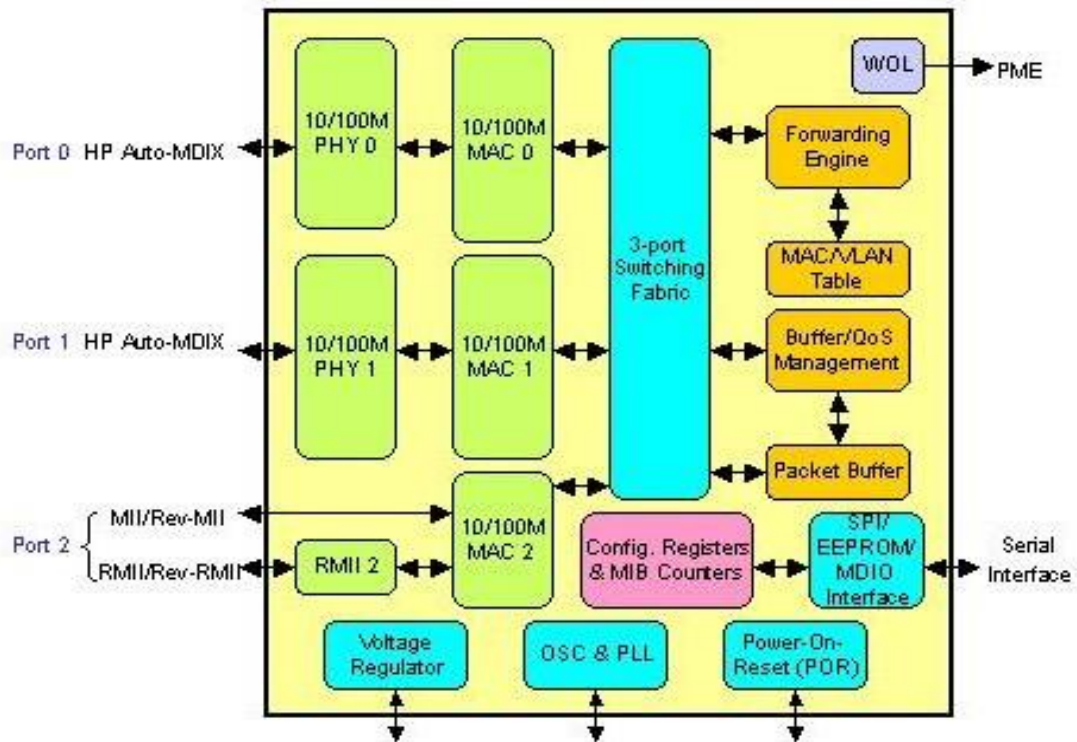 WOL
PME
10/100M
PHY 0
10/100M
MAC 0
Port 0 HP Auto-MDIX
Forwarding
Engine
3-port
Switching
Fabric
MAC/VLAN
Table
Port 1 HP Auto-MDIX
10/100M
PHY 1
10/100M
MAC 1
Buffer/QoS
Management
Packet Buffer
Port 2
MII/Rev-MII
RMII/Rev-RMII
RMII 2
10/100M
MAC 2
Config. Registers
& MIB Counters
SPI/
EEPROM/
MDIO
Interface
Serial
Interface
Voltage
Regulator
OSC & PLL
Power-On-
Reset (POR)